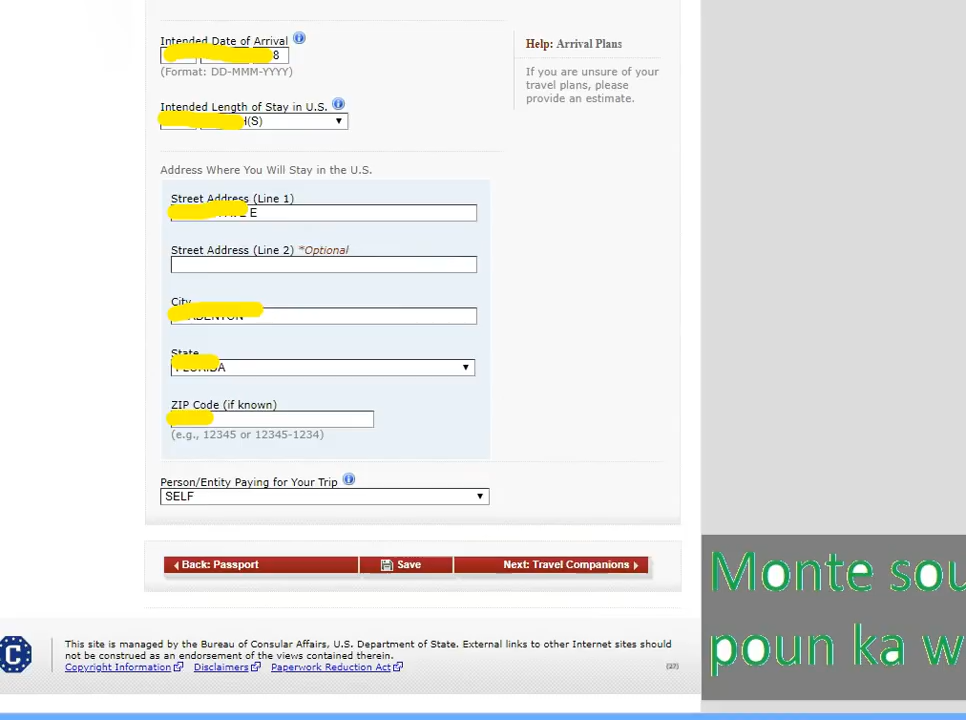 Intended Date of Arrival
8
(Format: DD-MMM-YYYY)
Help: Arrival Plans
If you are unsure of your
travel plans, please
provide an estimate.
Intended Length of Stay in U.S.
H(S)
Address Where You Will Stay in the U.S.
Street Address (Line 1)
E
Street Address (Line 2) *Optional
City
State
FLORIDA
ZIP Code (if known)
(e.g., 12345 or 12345-1234)
Person/Entity Paying for Your Trip
SELF
Back: Passport
Save
Next: Travel Companions
Monte sou
poun ka w
C
This site is managed by the Bureau of Consular Affairs, U.S. Department of State. External links to other Internet sites should
not be construed as an endorsement of the views contained therein.
Copyright Information Disclaimers Paperwork Reduction Act
(27)